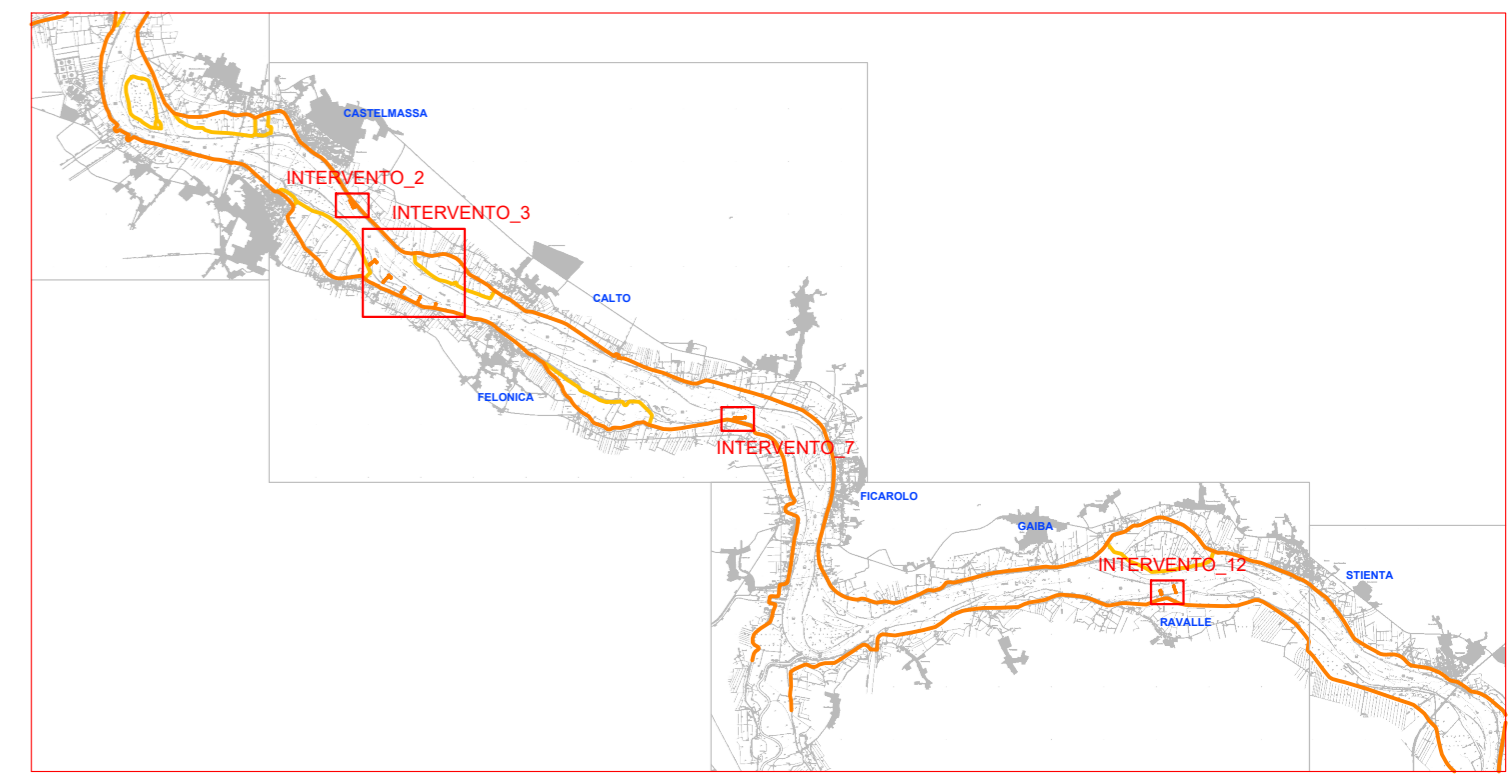 CASTELMASSA
INTERVENTO_2
INTERVENTO_3
CALTO
FELONICA
INTERVENTO_7
FICAROLO
GAIBA
INTERVENTO_12
STIENTA
RAVALLE